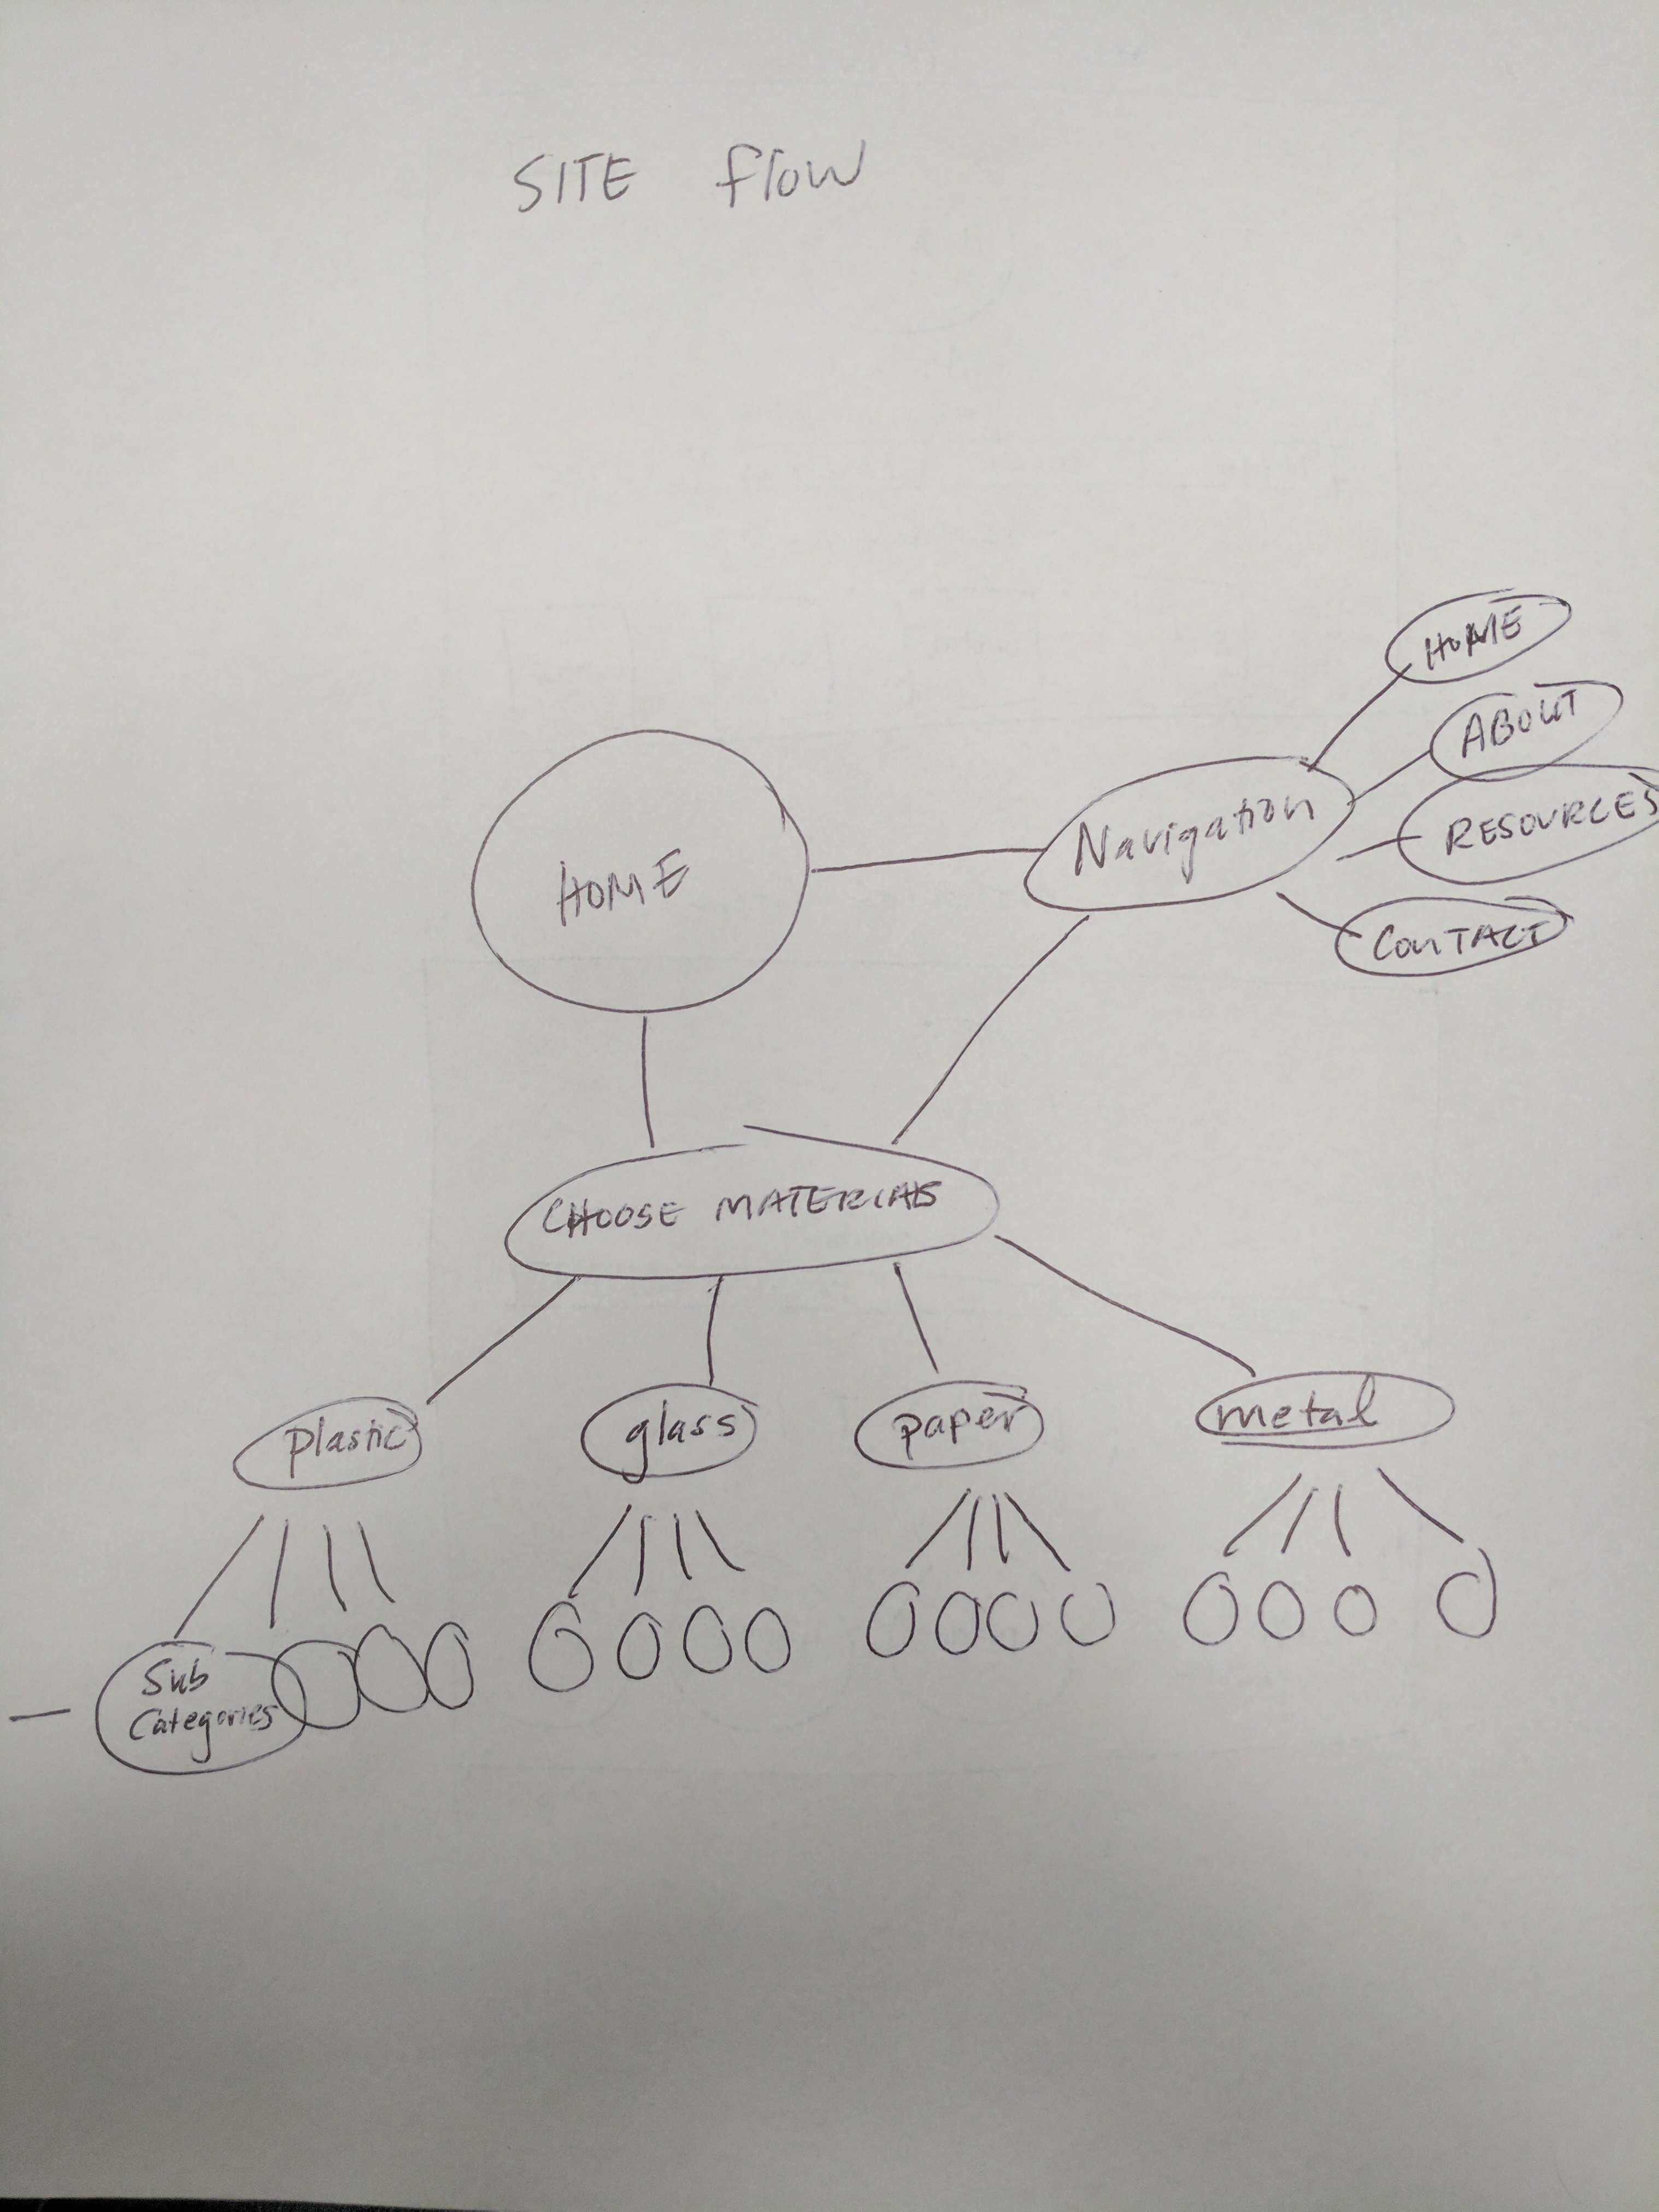 SITE flow
HOME
ABOUT
RESOURCES
Navigation
HOME
CONTACT
CHOOSE MATERIALS
plastic
glass
paper
metal
Sub
Categories